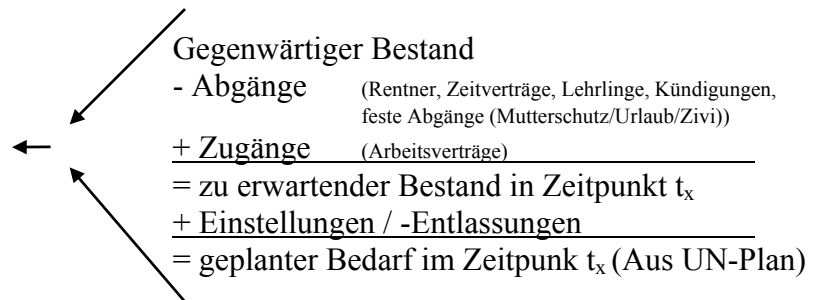 Gegenwärtiger Bestand
- Abgänge (Rentner, Zeitverträge, Lehrlinge, Kündigungen,
feste Abgänge (Mutterschutz/Urlaub/Zivi))
+ Zugänge (Arbeitsverträge)
= zu erwartender Bestand in Zeitpunkt tₓ
+ Einstellungen / -Entlassungen
= geplanter Bedarf im Zeitpunk tₓ (Aus UN-Plan)